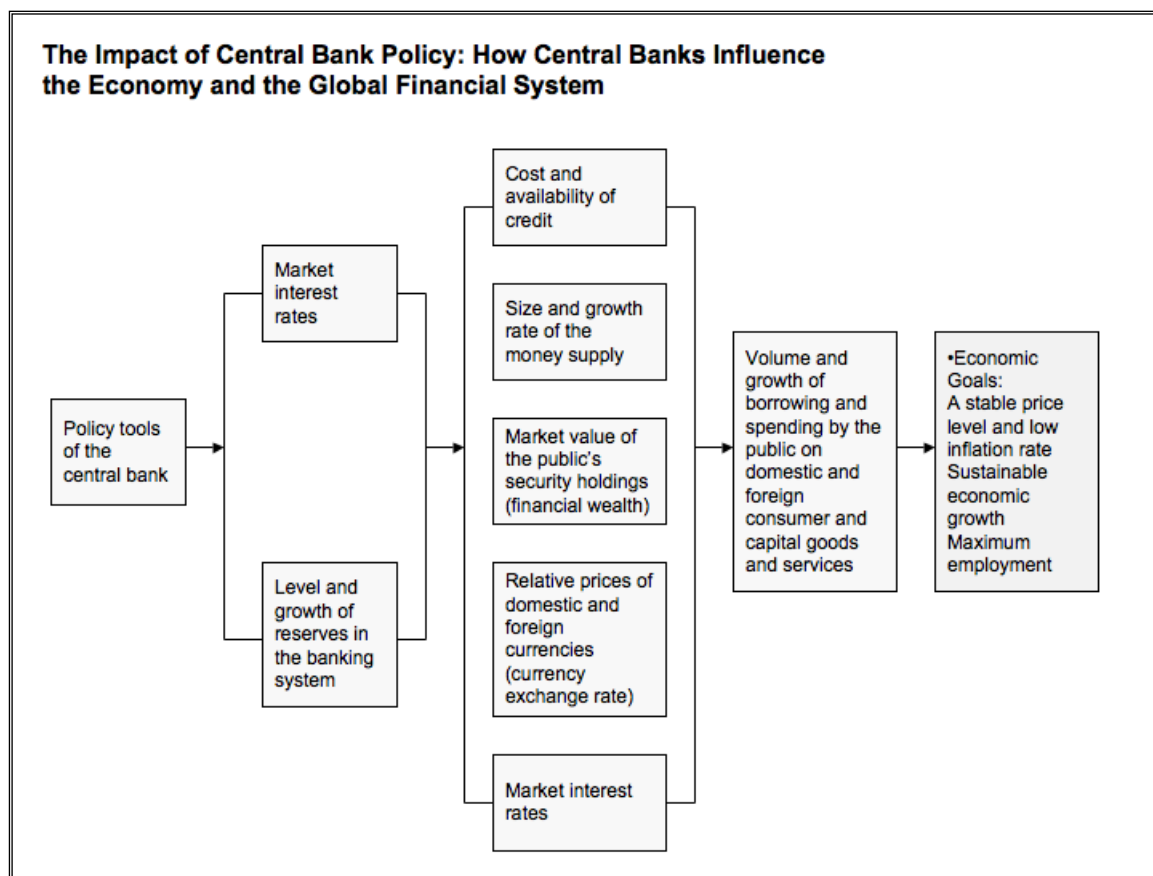 The Impact of Central Bank Policy: How Central Banks Influence
the Economy and the Global Financial System
Policy tools
of the
central bank
Market
interest
rates
Level and
growth of
reserves in
the banking
system
Cost and
availability of
credit
Size and growth
rate of the
money supply
Market value of
the public's
security holdings
(financial wealth)
Relative prices of
domestic and
foreign
currencies
(currency
exchange rate)
Market interest
rates
Volume and
growth of
borrowing and
spending by the
public on
domestic and
foreign
consumer and
capital goods
and services
•Economic
Goals:
A stable price
level and low
inflation rate
Sustainable
economic
growth
Maximum
employment